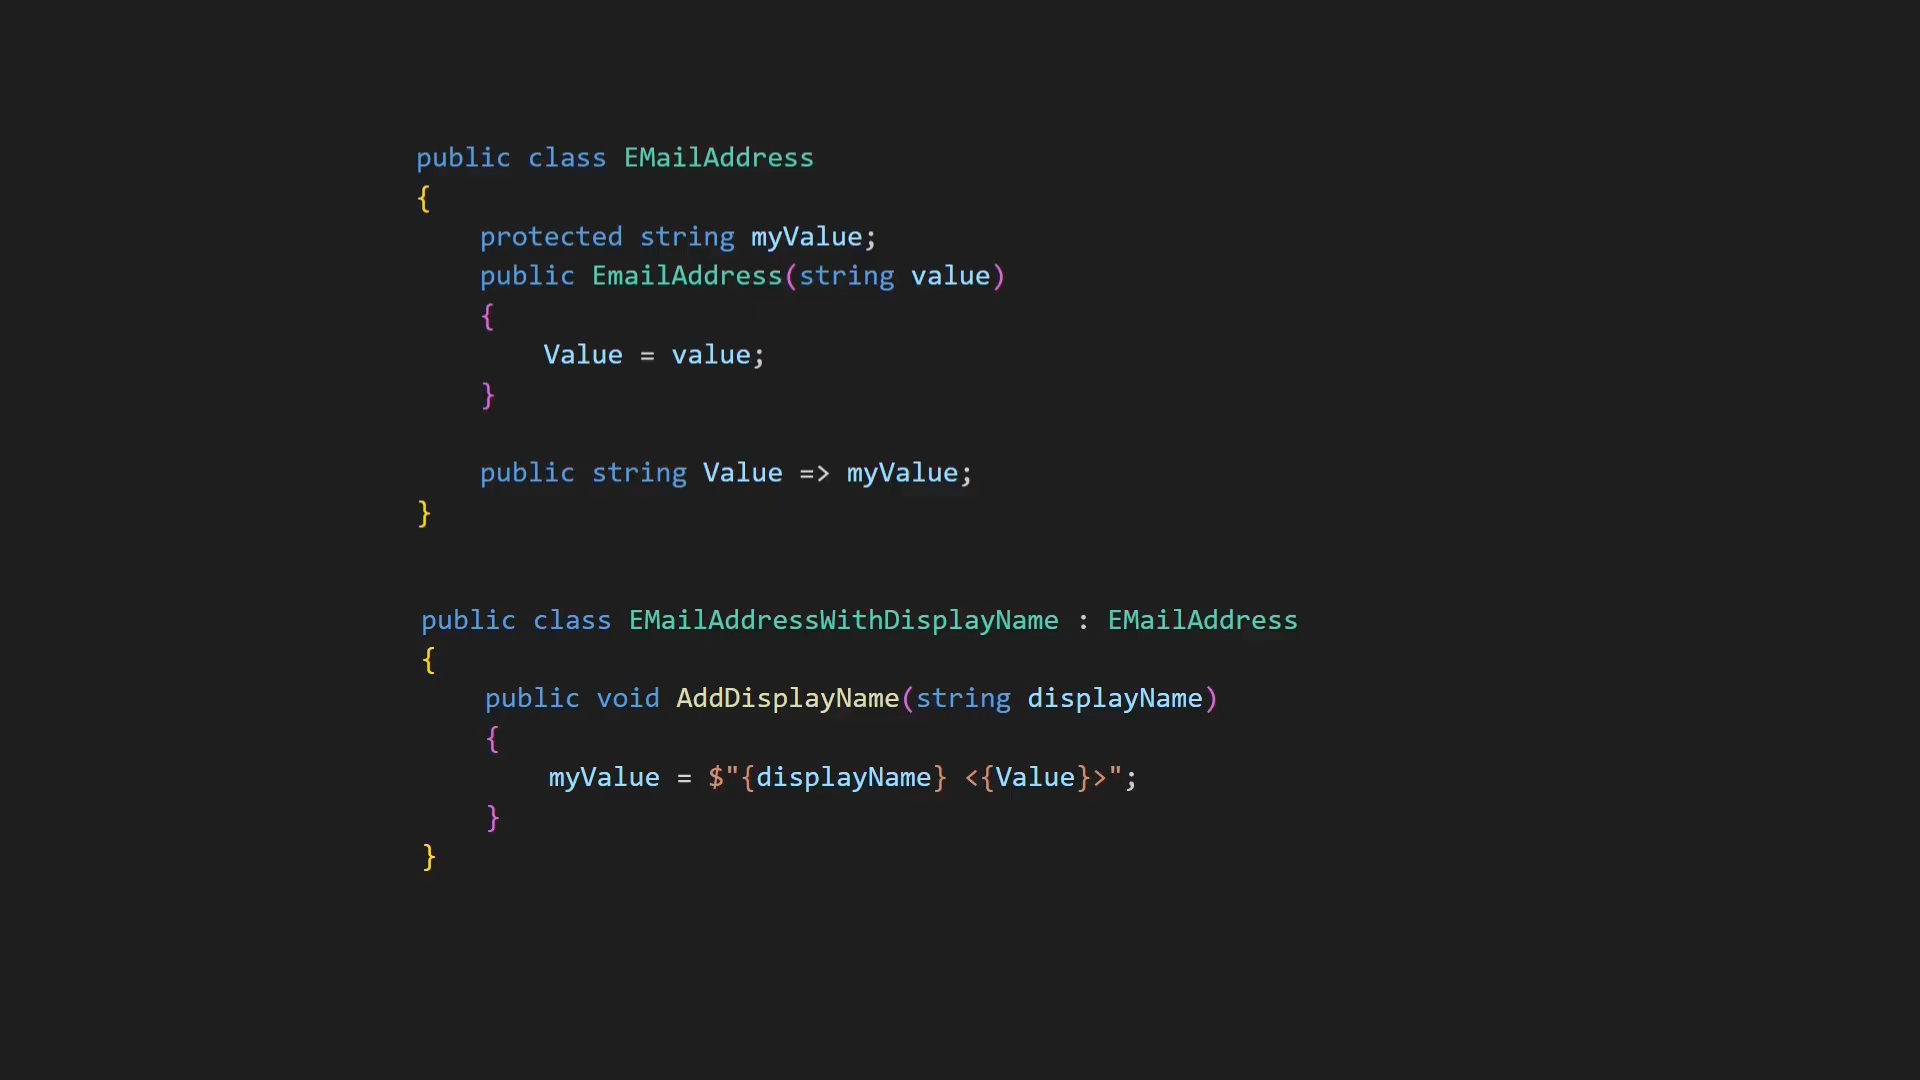 public class EMailAddress
{
    protected string myValue;
    public EmailAddress(string value)
    {
        Value = value;
    }

    public string Value => myValue;
}

public class EMailAddressWithDisplayName : EMailAddress
{
    public void AddDisplayName(string displayName)
    {
        myValue = $"{displayName} <{Value}>";
    }
}